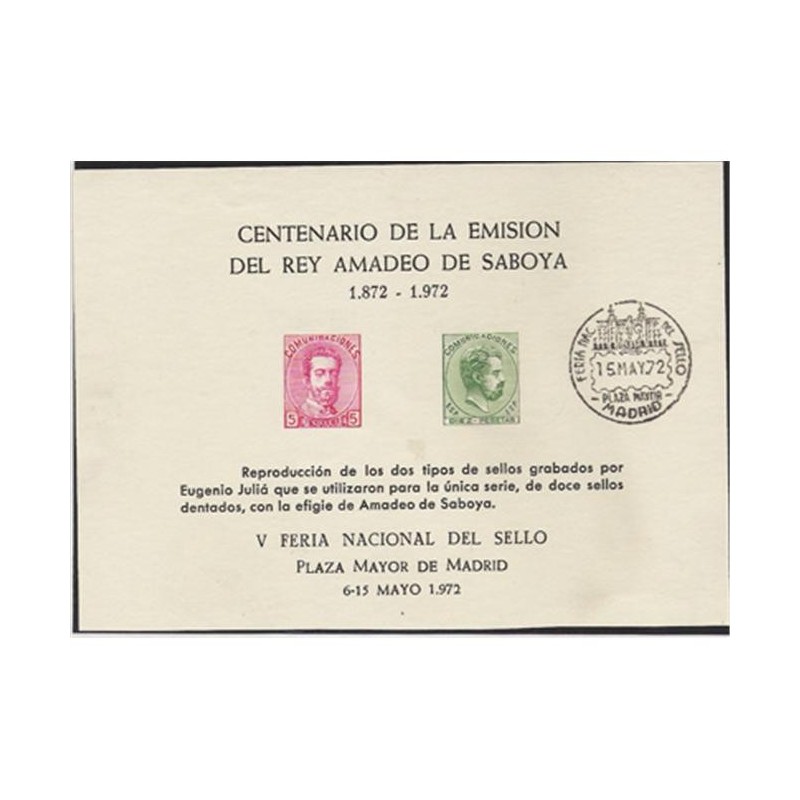 CENTENARIO DE LA EMISION
DEL REY AMADEO DE SABOYA
1.872 - 1.972
COMUNICACIONES
5 5
COMUNICACIONES
DIEZ - PESETAS
FERIA NAC. DEL SELLO
15 MAY 72
- PLAZA MAYOR -
MADRID
Reproducción de los dos tipos de sellos grabados por
Eugenio Juliá que se utilizaron para la única serie, de doce sellos
dentados, con la efigie de Amadeo de Saboya.
V FERIA NACIONAL DEL SELLO
PLAZA MAYOR DE MADRID
6-15 MAYO 1.972